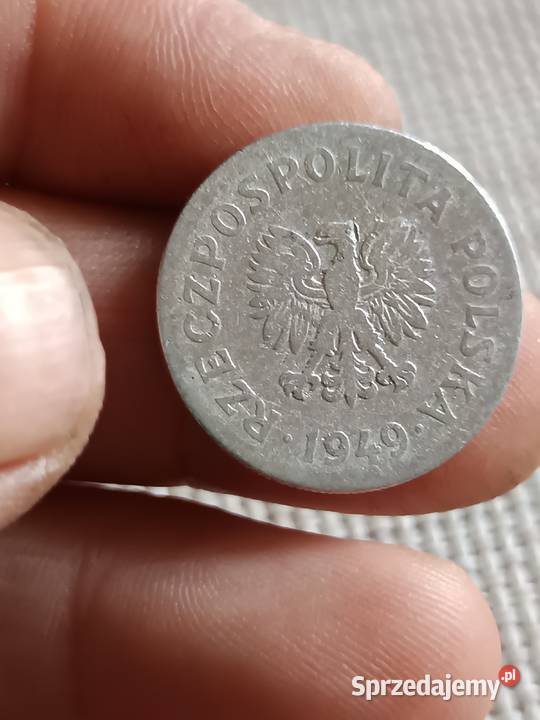 RZECZPOSPOLITA POLSKA
· 1949 ·
Sprzedajemy.pl